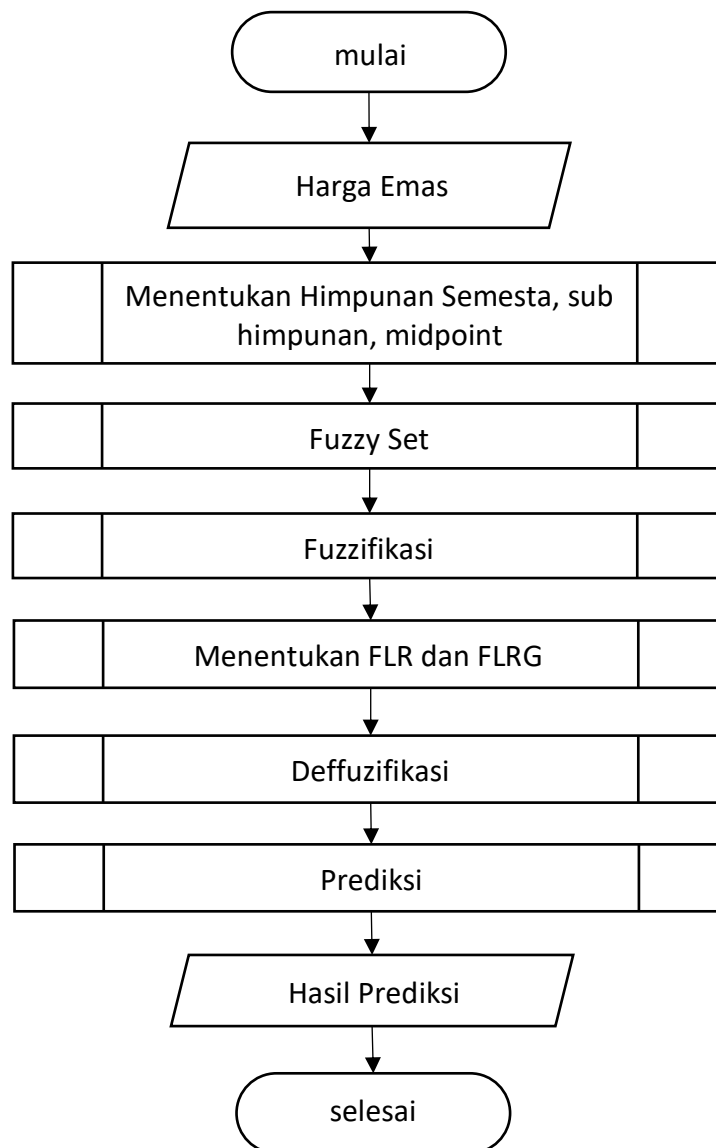 mulai
Harga Emas
Menentukan Himpunan Semesta, sub
himpunan, midpoint
Fuzzy Set
Fuzzifikasi
Menentukan FLR dan FLRG
Deffuzifikasi
Prediksi
Hasil Prediksi
selesai